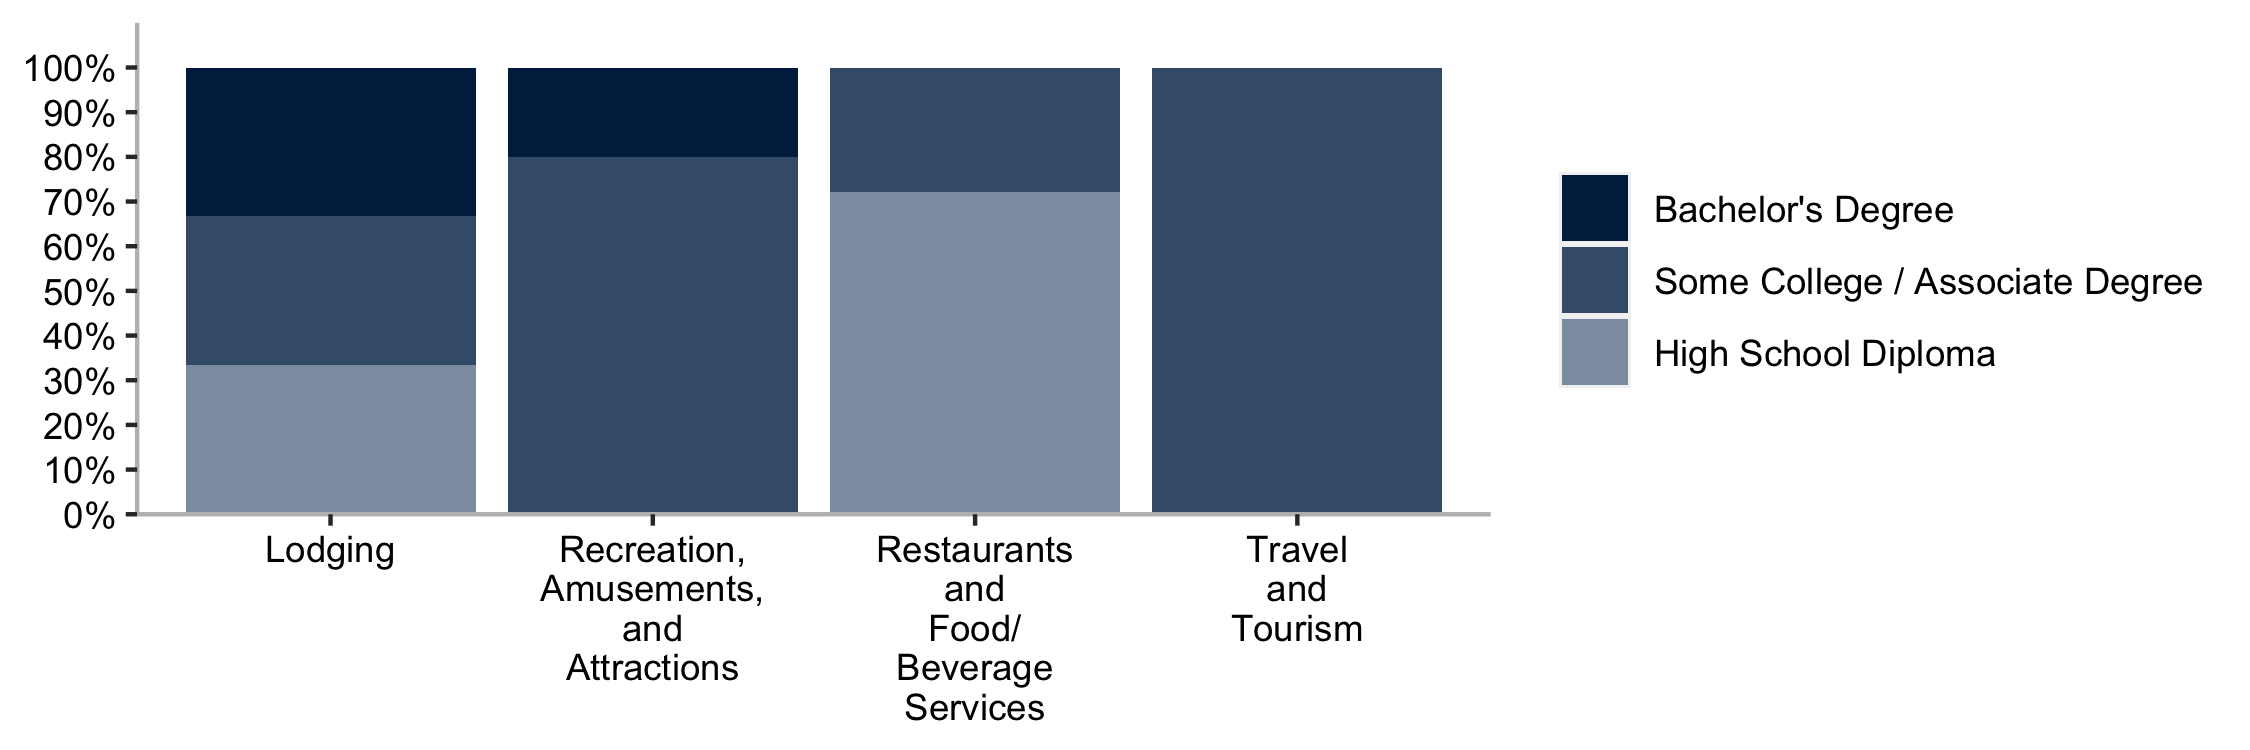 100%
90%
80%
70%
60%
50%
40%
30%
20%
10%
0%
Lodging
Recreation,
Amusements,
and
Attractions
Restaurants
and
Food/
Beverage
Services
Travel
and
Tourism
Bachelor's Degree
Some College / Associate Degree
High School Diploma